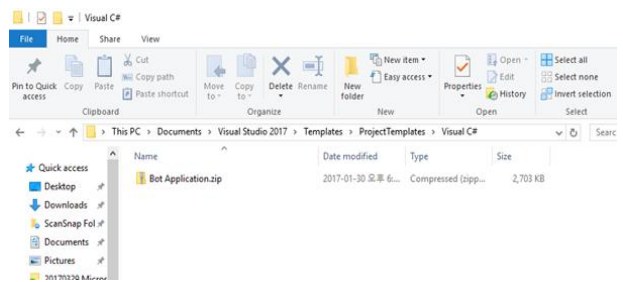 Visual C#
File Home Share View
Pin to Quick access
Copy
Paste
Cut
Copy path
Paste shortcut
Clipboard
Move to
Copy to
Delete
Rename
Organize
New folder
New item
Easy access
New
Properties
Open
Edit
History
Open
Select all
Select none
Invert selection
Select
This PC > Documents > Visual Studio 2017 > Templates > ProjectTemplates > Visual C#
Searc
Name Date modified Type Size
Bot Application.zip 2017-01-30 오후 6:... Compressed (zipp... 2,703 KB
Quick access
Desktop
Downloads
ScanSnap Fol
Documents
Pictures
20170329 Micros